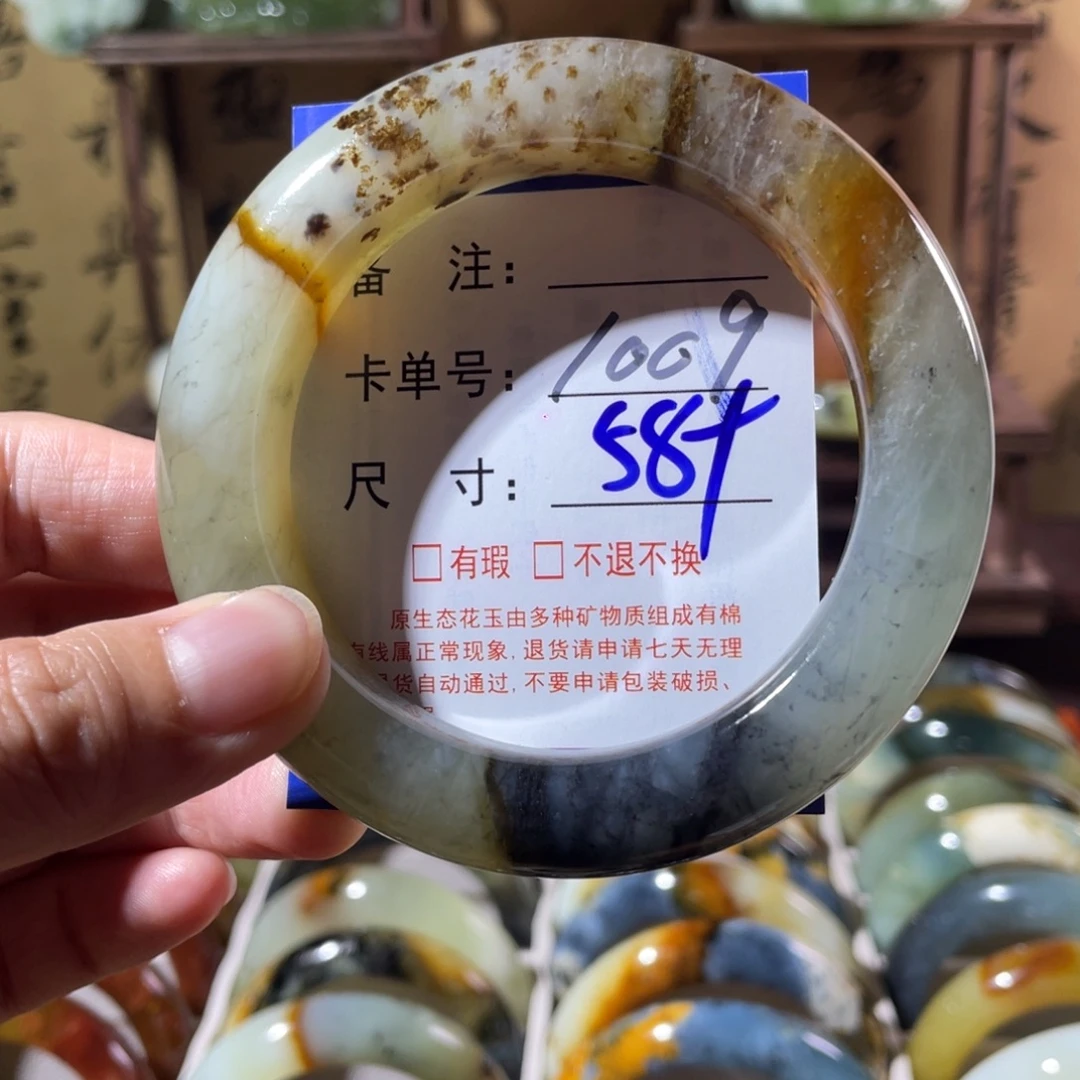 备 注:
卡单号: 1009
尺 寸: 58+
□有瑕 □不退不换
原生态花玉由多种矿物质组成有棉
有线属正常现象,退货请申请七天无理
退货自动通过,不要申请包装破损、